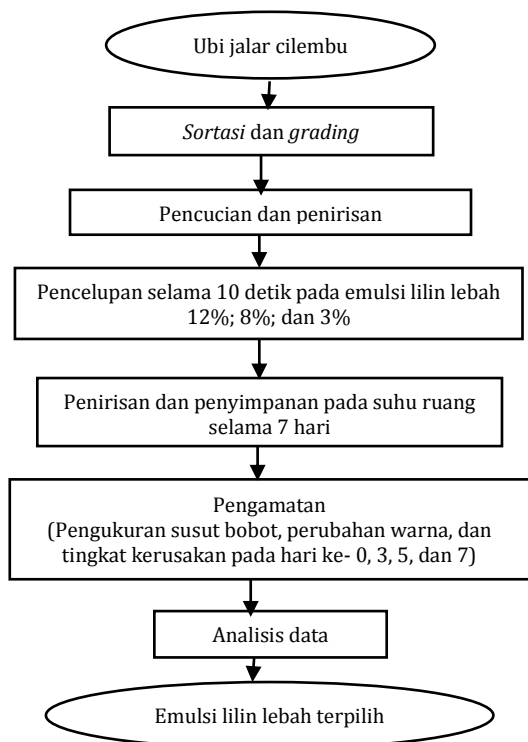 Ubi jalar cilembu
Sortasi dan grading
Pencucian dan penirisan
Pencelupan selama 10 detik pada emulsi lilin lebah
12%; 8%; dan 3%
Penirisan dan penyimpanan pada suhu ruang
selama 7 hari
Pengamatan
(Pengukuran susut bobot, perubahan warna, dan
tingkat kerusakan pada hari ke- 0, 3, 5, dan 7)
Analisis data
Emulsi lilin lebah terpilih